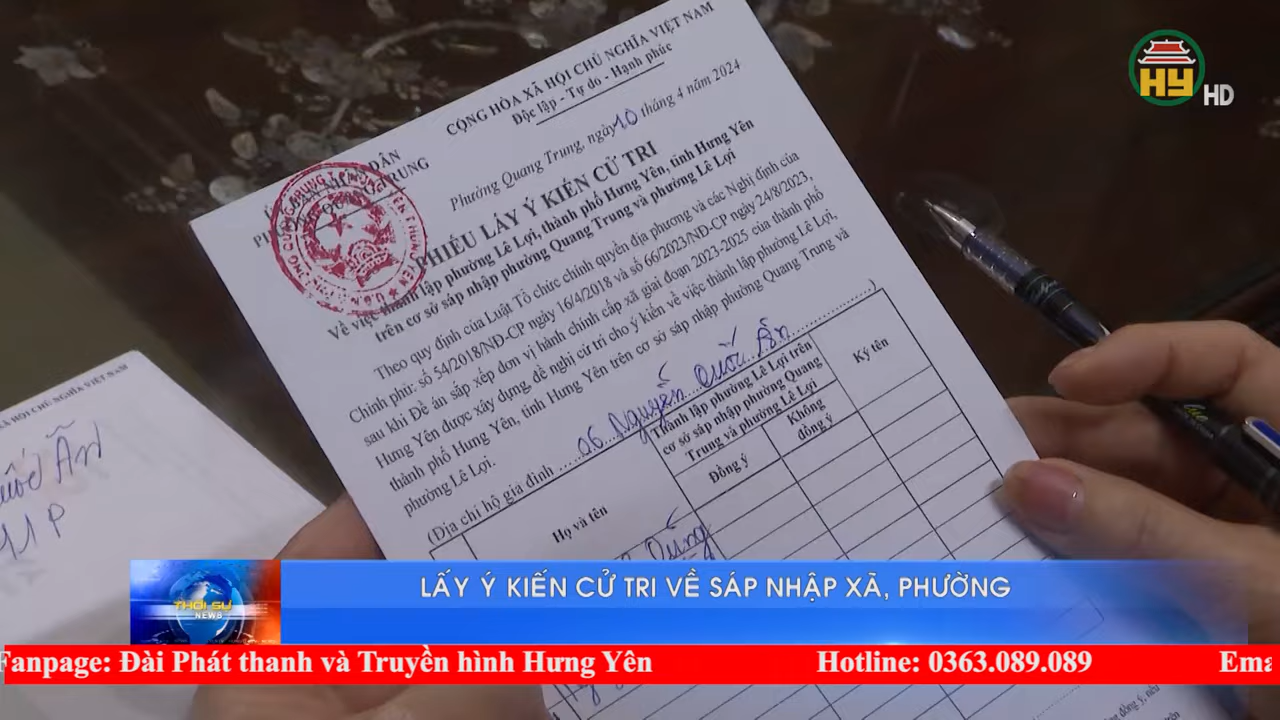 HY HD
CỘNG HÒA XÃ HỘI CHỦ NGHĨA VIỆT NAM
Độc lập - Tự do - Hạnh phúc
Phường Quang Trung, ngày 10 tháng 4 năm 2024
PHIẾU LẤY Ý KIẾN CỬ TRI
Về việc thành lập phường Lê Lợi, thành phố Hưng Yên, tỉnh Hưng Yên
trên cơ sở sáp nhập phường Quang Trung và phường Lê Lợi
Theo quy định của Luật Tổ chức chính quyền địa phương và các Nghị định của
Chính phủ: số 54/2018/NĐ-CP ngày 16/4/2018 và số 66/2023/NĐ-CP ngày 24/8/2023,
sau khi Đề án sắp xếp đơn vị hành chính cấp xã giai đoạn 2023-2025 của thành phố
Hưng Yên được xây dựng, đề nghị cử tri cho ý kiến về việc thành lập phường Lê Lợi,
thành phố Hưng Yên, tỉnh Hưng Yên trên cơ sở sáp nhập phường Quang Trung và
phường Lê Lợi.
(Địa chỉ hộ gia đình ..... 06 Nguyễn Quốc Ân ..........)
Họ và tên
Thành lập phường Lê Lợi trên
cơ sở sáp nhập phường Quang
Trung và phường Lê Lợi
Ký tên
Đồng ý
Không
đồng ý
Dũng
HỘI CHỦ NGHĨA VIỆT NAM
Ân
THỜI SỰ
NEWS
LẤY Ý KIẾN CỬ TRI VỀ SÁP NHẬP XÃ, PHƯỜNG
Fanpage: Đài Phát thanh và Truyền hình Hưng Yên Hotline: 0363.089.089 Ema